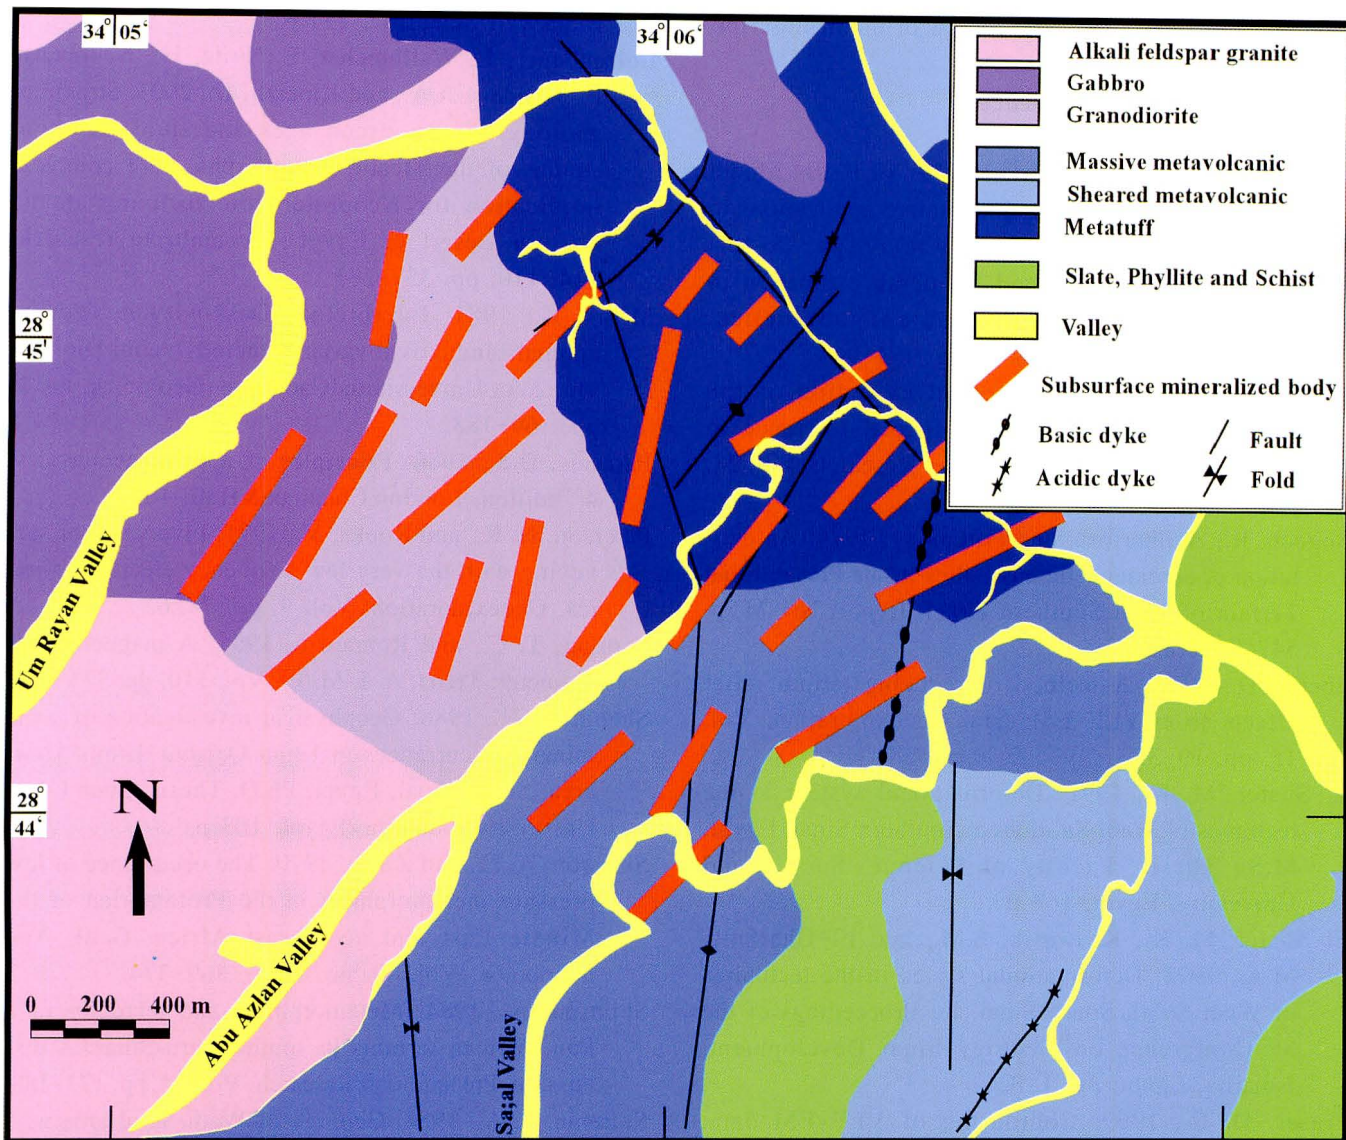 34° 05‘
34° 06‘
Alkali feldspar granite
Gabbro
Granodiorite
Massive metavolcanic
Sheared metavolcanic
Metatuff
Slate, Phyllite and Schist
Valley
Subsurface mineralized body
Basic dyke
Fault
Acidic dyke
Fold
28°
45'
Um Rayan Valley
28°
44‘
N
0 200 400 m
Abu Azlan Valley
Sa;al Valley